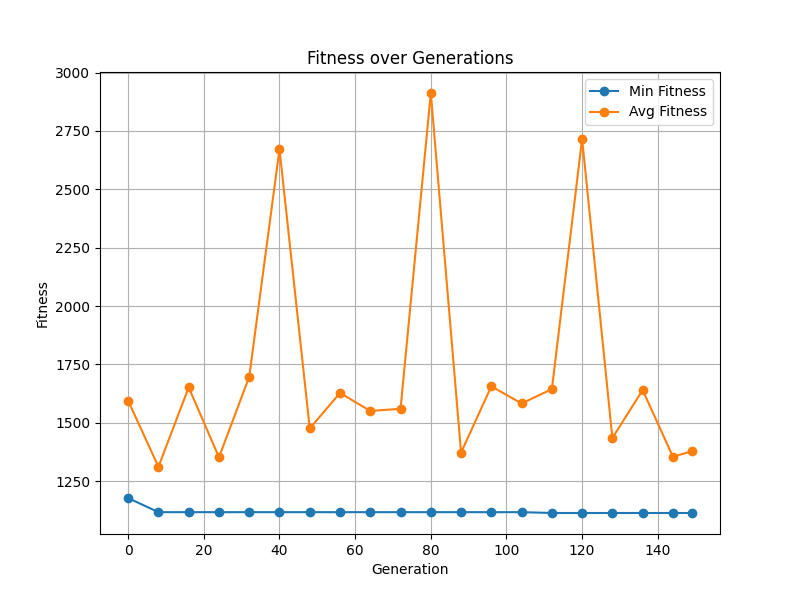 Fitness over Generations
Min Fitness
Avg Fitness
3000
2750
2500
2250
2000
1750
1500
1250
Fitness
0 20 40 60 80 100 120 140
Generation